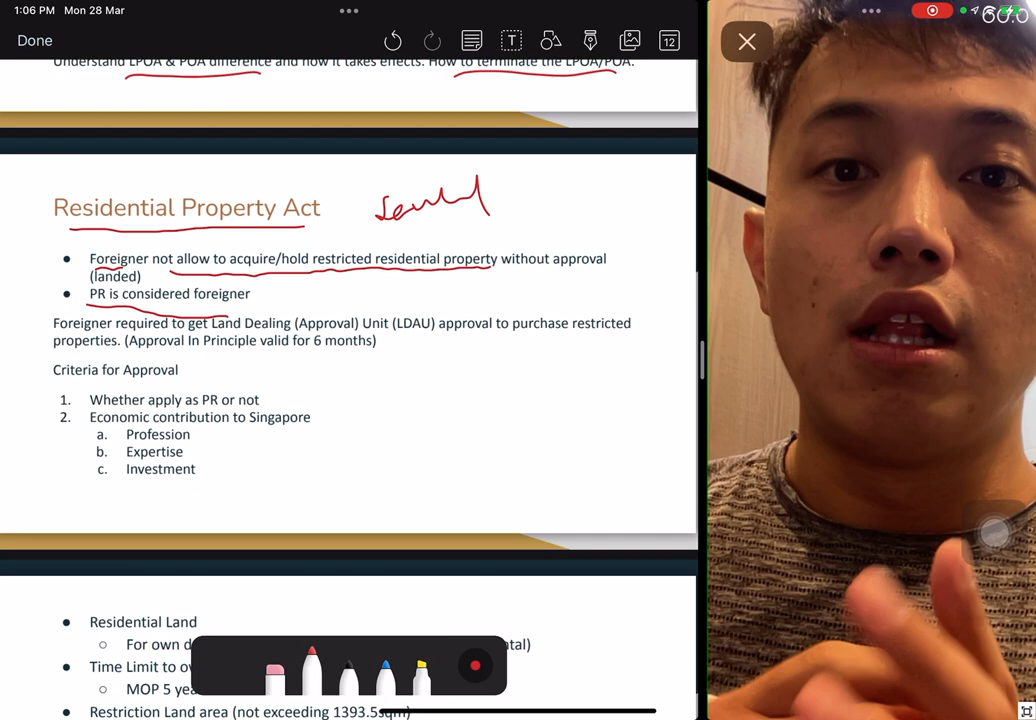 1:06 PM Mon 28 Mar
60.0
Done
12
Understand LPOA & POA difference and how it takes effects. How to terminate the LPOA/POA.
Residential Property Act
● Foreigner not allow to acquire/hold restricted residential property without approval
(landed)
● PR is considered foreigner
Foreigner required to get Land Dealing (Approval) Unit (LDAU) approval to purchase restricted
properties. (Approval In Principle valid for 6 months)
Criteria for Approval
1. Whether apply as PR or not
2. Economic contribution to Singapore
a. Profession
b. Expertise
c. Investment
● Residential Land
○ For own
● Time Limit to
○ MOP 5
● Restriction Land area (not exceeding 1393.5sqm)